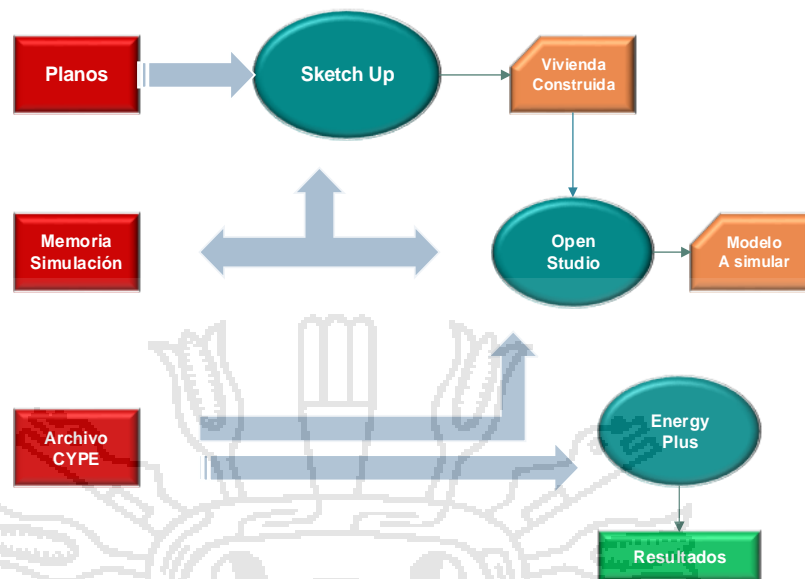 Planos
Sketch Up
Vivienda
Construida
Memoria
Simulación
Open
Studio
Modelo
A simular
Archivo
CYPE
Energy
Plus
Resultados